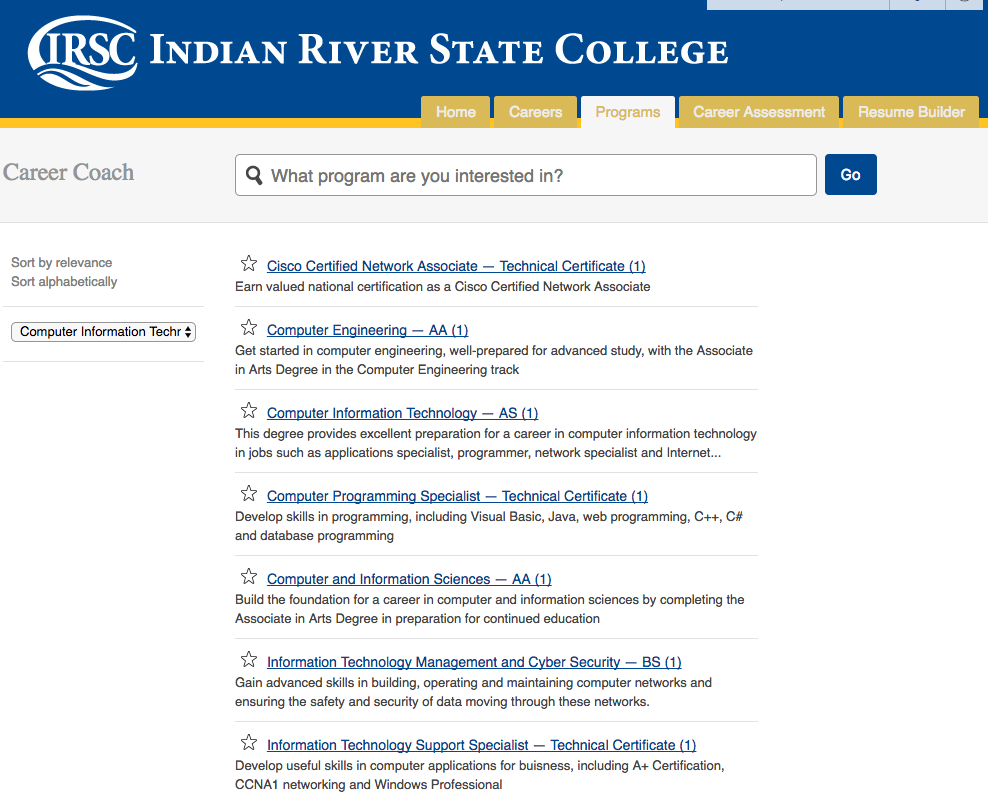 IRSC INDIAN RIVER STATE COLLEGE
Home Careers Programs Career Assessment Resume Builder
Career Coach
What program are you interested in? Go
Sort by relevance
Sort alphabetically
Computer Information Techr
Cisco Certified Network Associate — Technical Certificate (1)
Earn valued national certification as a Cisco Certified Network Associate
Computer Engineering — AA (1)
Get started in computer engineering, well-prepared for advanced study, with the Associate
in Arts Degree in the Computer Engineering track
Computer Information Technology — AS (1)
This degree provides excellent preparation for a career in computer information technology
in jobs such as applications specialist, programmer, network specialist and Internet...
Computer Programming Specialist — Technical Certificate (1)
Develop skills in programming, including Visual Basic, Java, web programming, C++, C#
and database programming
Computer and Information Sciences — AA (1)
Build the foundation for a career in computer and information sciences by completing the
Associate in Arts Degree in preparation for continued education
Information Technology Management and Cyber Security — BS (1)
Gain advanced skills in building, operating and maintaining computer networks and
ensuring the safety and security of data moving through these networks.
Information Technology Support Specialist — Technical Certificate (1)
Develop useful skills in computer applications for buisness, including A+ Certification,
CCNA1 networking and Windows Professional